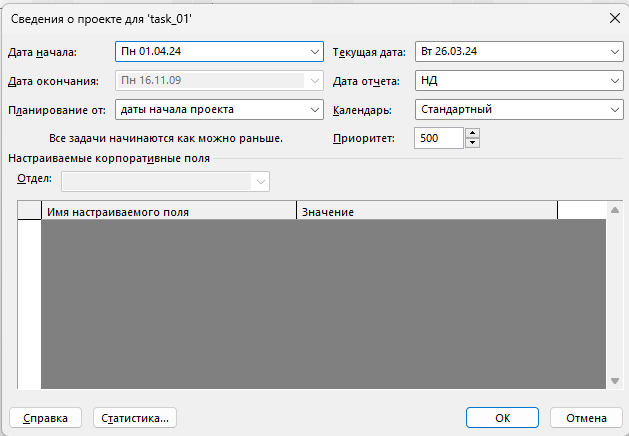 Сведения о проекте для 'task_01'
Дата начала: Пн 01.04.24 Текущая дата: Вт 26.03.24
Дата окончания: Пн 16.11.09 Дата отчета: НД
Планирование от: даты начала проекта Календарь: Стандартный
Все задачи начинаются как можно раньше. Приоритет: 500
Настраиваемые корпоративные поля
Отдел:
Имя настраиваемого поля Значение
Справка Статистика... ОК Отмена